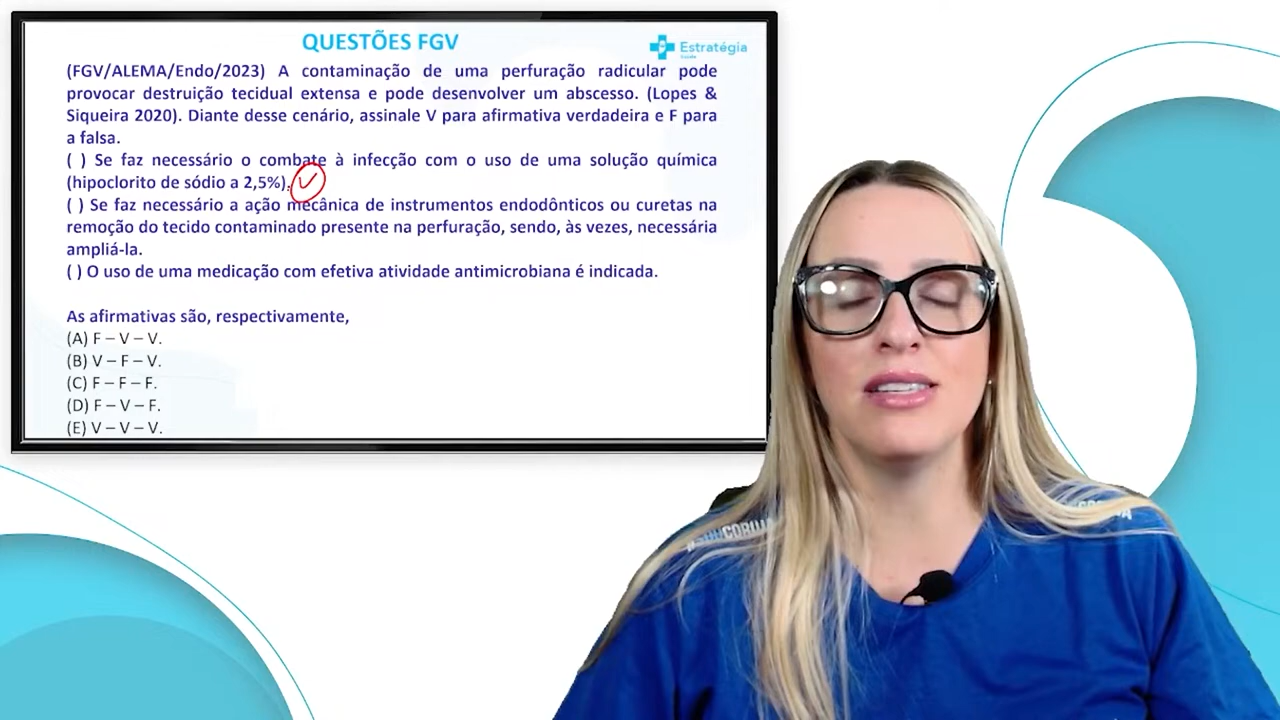 QUESTÕES FGV
Estratégia
Saúde
(FGV/ALEMA/Endo/2023) A contaminação de uma perfuração radicular pode
provocar destruição tecidual extensa e pode desenvolver um abscesso. (Lopes &
Siqueira 2020). Diante desse cenário, assinale V para afirmativa verdadeira e F para
a falsa.
( ) Se faz necessário o combate à infecção com o uso de uma solução química
(hipoclorito de sódio a 2,5%). V
( ) Se faz necessário a ação mecânica de instrumentos endodônticos ou curetas na
remoção do tecido contaminado presente na perfuração, sendo, às vezes, necessária
ampliá-la.
( ) O uso de uma medicação com efetiva atividade antimicrobiana é indicada.
As afirmativas são, respectivamente,
(A) F – V – V.
(B) V – F – V.
(C) F – F – F.
(D) F – V – F.
(E) V – V – V.